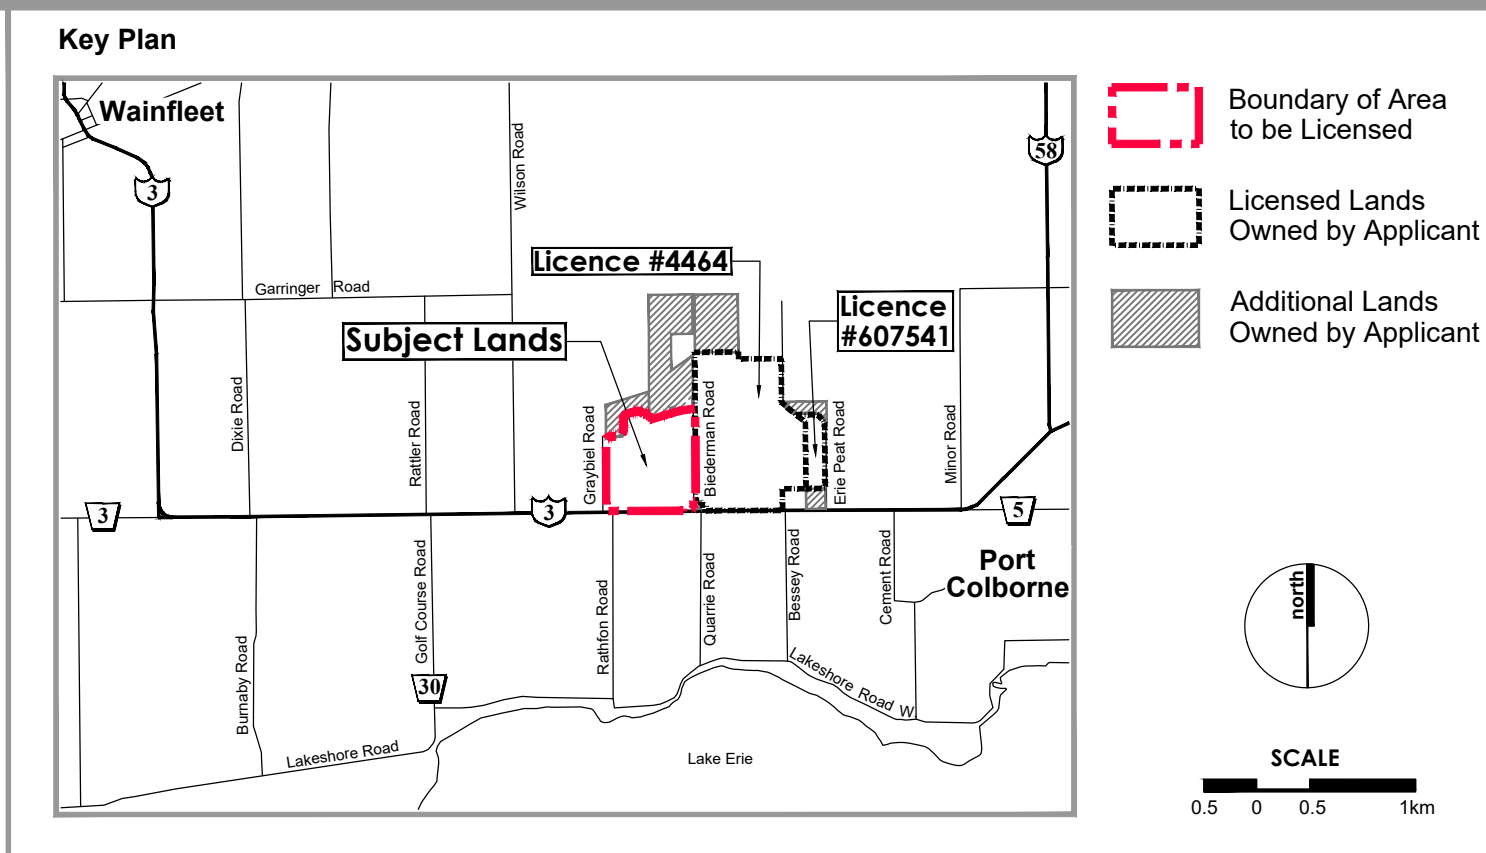 Key Plan
Wainfleet
3
58
Wilson Road
Licence #4464
Garringer Road
Licence
#607541
Subject Lands
Dixie Road
Rattler Road
Graybiel Road
Biederman Road
Erie Peat Road
Minor Road
3
3
5
Port
Colborne
Burnaby Road
Golf Course Road
30
Rathfon Road
Quarrie Road
Bessey Road
Cement Road
Lakeshore Road W.
Lakeshore Road
Lake Erie
Boundary of Area
to be Licensed
Licensed Lands
Owned by Applicant
Additional Lands
Owned by Applicant
north
SCALE
0.5 0 0.5 1km